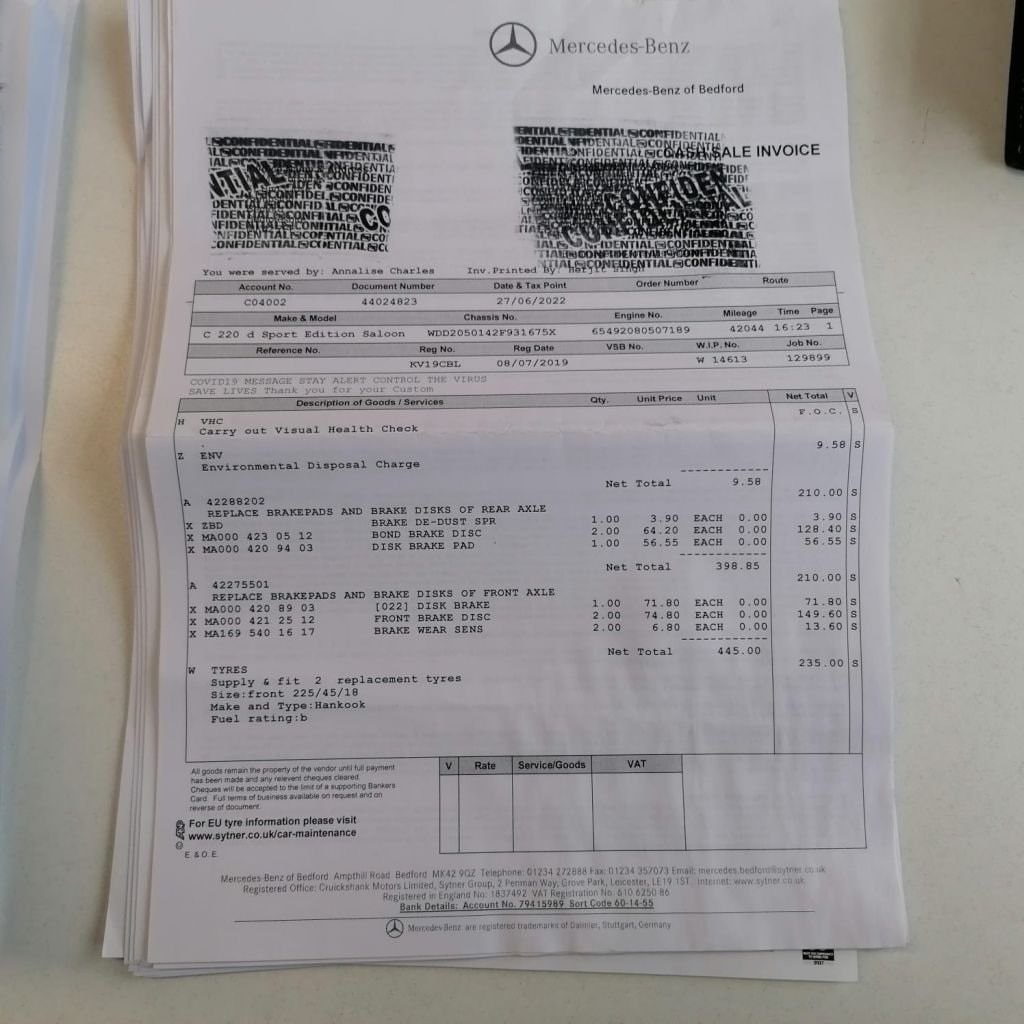 Mercedes-Benz
Mercedes-Benz of Bedford
CASH SALE INVOICE
CONFIDENTIAL
You were served by: Annalise Charles Inv.Printed By: Herjit Singh
Account No. Document Number Date & Tax Point Order Number Route
C04002 44024823 27/06/2022
Make & Model Chassis No. Engine No. Mileage Time Page
C 220 d Sport Edition Saloon WDD2050142F931675X 65492080507189 42044 16:23 1
Reference No. Reg No. Reg Date VSB No. W.I.P. No. Job No.
KV19CBL 08/07/2019 W 14613 129899
COVID19 MESSAGE STAY ALERT CONTROL THE VIRUS
SAVE LIVES Thank you for your Custom
Description of Goods / Services Qty. Unit Price Unit Net Total V
H VHC F.O.C. S
Carry out Visual Health Check
.
Z ENV 9.58 S
Environmental Disposal Charge
------------
Net Total 9.58
A 42288202 210.00 S
REPLACE BRAKEPADS AND BRAKE DISKS OF REAR AXLE
X ZBD BRAKE DE-DUST SPR 1.00 3.90 EACH 0.00 3.90 S
X MA000 423 05 12 BOND BRAKE DISC 2.00 64.20 EACH 0.00 128.40 S
X MA000 420 94 03 DISK BRAKE PAD 1.00 56.55 EACH 0.00 56.55 S
------------
Net Total 398.85
A 42275501 210.00 S
REPLACE BRAKEPADS AND BRAKE DISKS OF FRONT AXLE
X MA000 420 89 03 [022] DISK BRAKE 1.00 71.80 EACH 0.00 71.80 S
X MA000 421 25 12 FRONT BRAKE DISC 2.00 74.80 EACH 0.00 149.60 S
X MA169 540 16 17 BRAKE WEAR SENS 2.00 6.80 EACH 0.00 13.60 S
------------
Net Total 445.00
W TYRES 235.00 S
Supply & fit 2 replacement tyres
Size:front 225/45/18
Make and Type:Hankook
Fuel rating:b
V Rate Service/Goods VAT
All goods remain the property of the vendor until full payment
has been made and any relevant cheques cleared.
Cheques will be accepted to the limit of a supporting Bankers
Card. Full terms of business available on request and on
reverse of document.
For EU tyre information please visit
www.sytner.co.uk/car-maintenance
E.& O.E.
Mercedes-Benz of Bedford Ampthill Road Bedford MK42 9QZ Telephone: 01234 272888 Fax: 01234 357073 Email: mercedes.bedford@sytner.co.uk
Registered Office: Cruickshank Motors Limited, Sytner Group, 2 Penman Way, Grove Park, Leicester, LE19 1ST Internet: www.sytner.co.uk
Registered in England No: 1837492 VAT Registration No: 610 6250 86
Bank Details: Account No. 79415989 Sort Code 60-14-55
Mercedes-Benz are registered trademarks of Daimler, Stuttgart, Germany